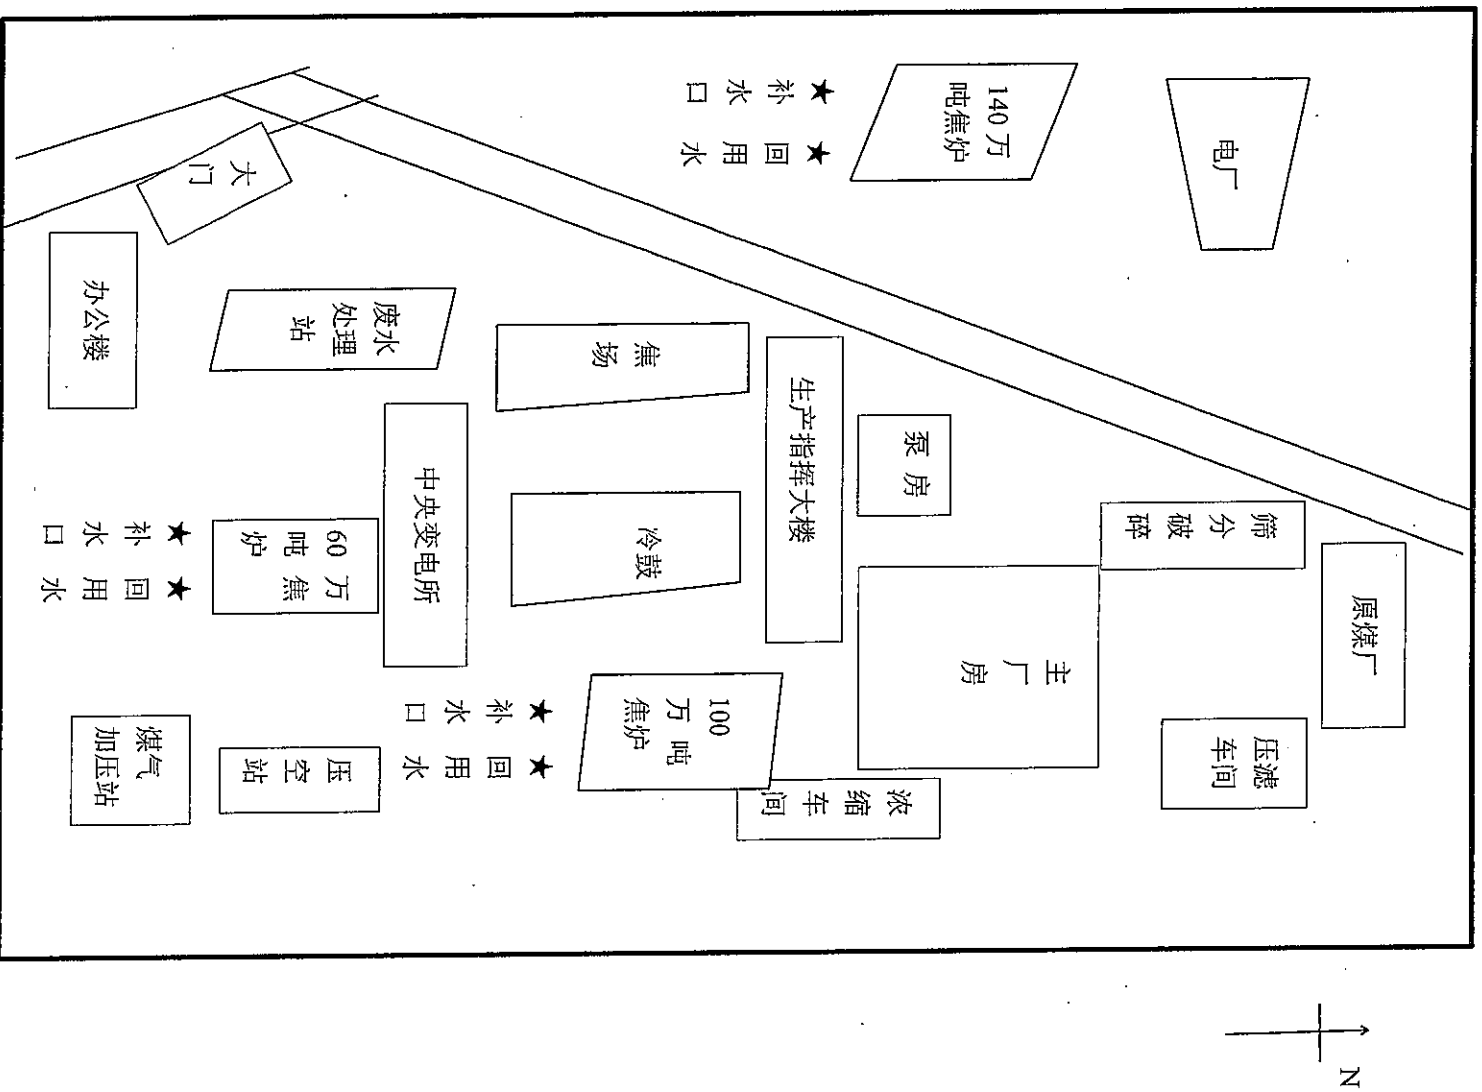 N
电厂
原煤厂
筛分破碎
压滤
车间
140万
吨焦炉
★补水口
★回用水
泵房
主厂房
浓缩车间
生产指挥大楼
焦场
冷鼓
100
万吨
焦炉
★补水口
★回用水
废水
处理
站
中央变电所
大门
60万
吨焦
炉
★补水口
★回用水
压空站
办公楼
煤气
加压站